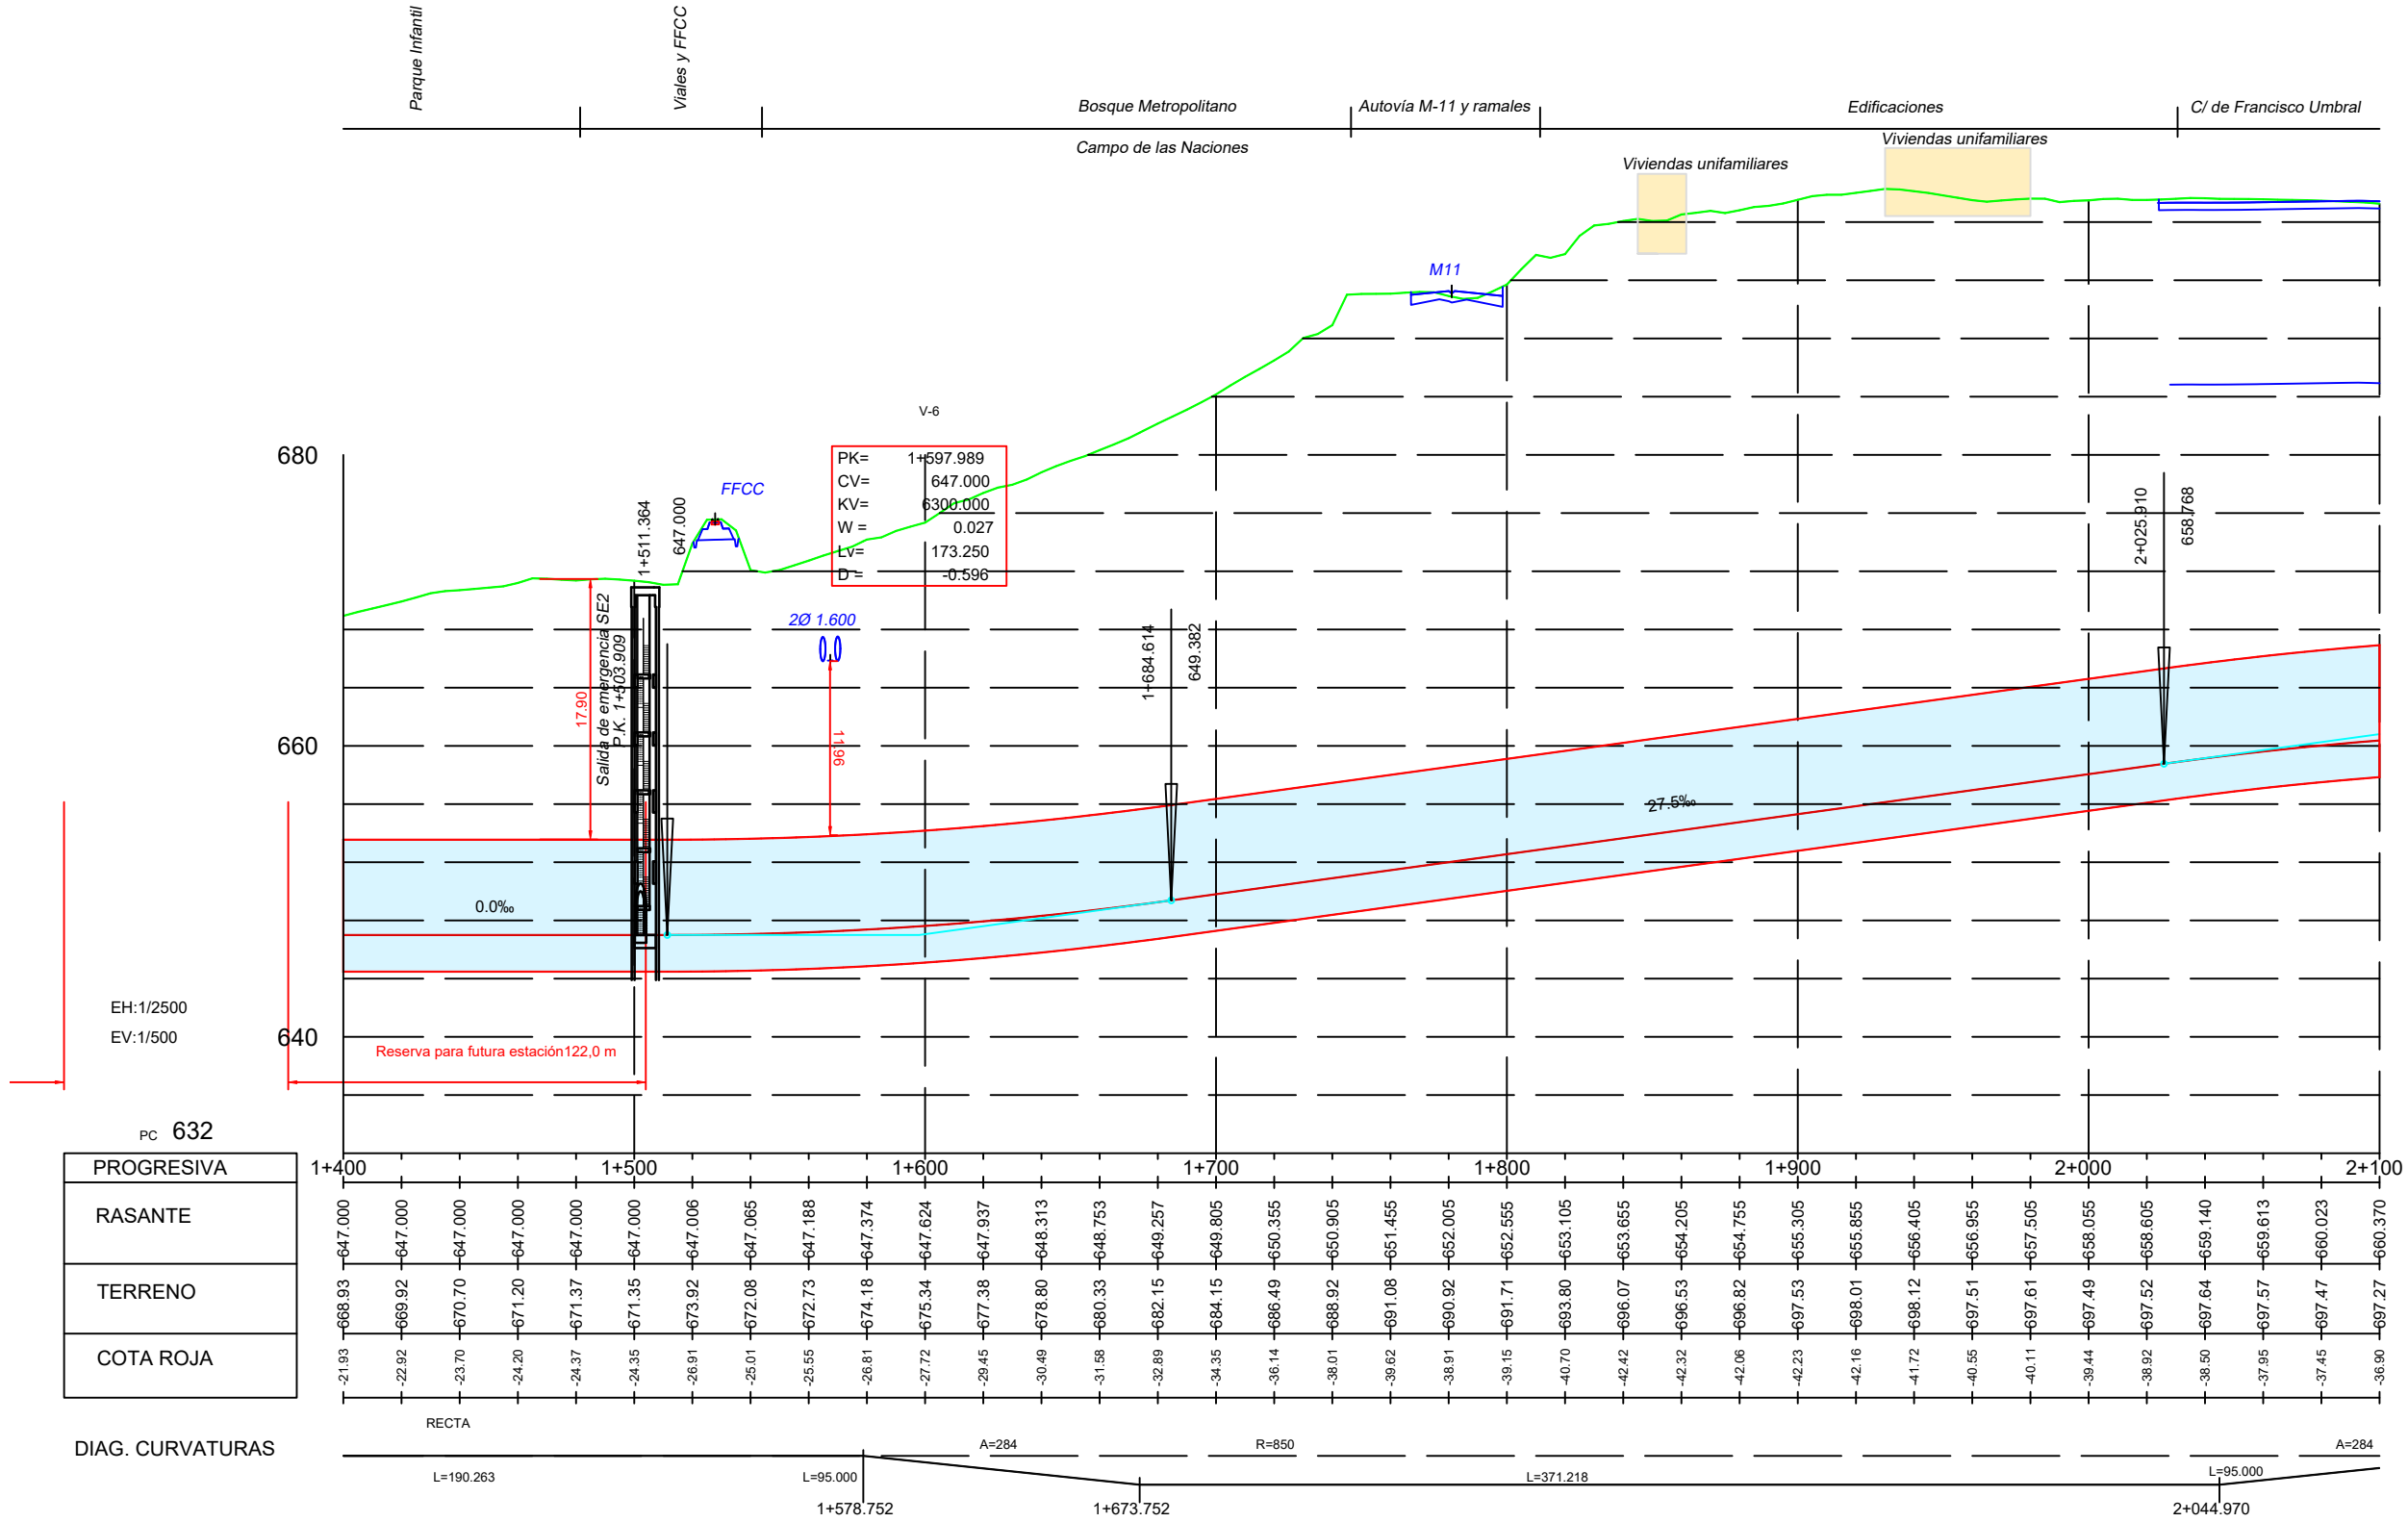 Parque Infantil
Viales y FFCC
Bosque Metropolitano
Autovía M-11 y ramales
Edificaciones
C/ de Francisco Umbral
Campo de las Naciones
Viviendas unifamiliares
Viviendas unifamiliares
M11
V-6
PK= 1+597.989
CV= 647.000
KV= 6300.000
W = 0.027
Lv= 173.250
D = -0.596
FFCC
1+511.364
647.000
2Ø 1.600
17.90
11.96
Salida de emergencia SE2
P.K. 1+503.909
1+684.614
649.382
2+025.910
658.768
680
660
640
0.0‰
27.5‰
EH:1/2500
EV:1/500
Reserva para futura estación122,0 m
PC 632
PROGRESIVA 1+400 1+500 1+600 1+700 1+800 1+900 2+000 2+100
RASANTE 647.000 647.000 647.000 647.000 647.000 647.000 647.006 647.065 647.188 647.374 647.624 647.937 648.313 648.753 649.257 649.805 650.355 650.905 651.455 652.005 652.555 653.105 653.655 654.205 654.755 655.305 655.855 656.405 656.955 657.505 658.055 658.605 659.140 659.613 660.023 660.370
TERRENO 668.93 669.92 670.70 671.20 671.37 671.35 673.92 672.08 672.73 674.18 675.34 677.38 678.80 680.33 682.15 684.15 686.49 688.92 691.08 690.92 691.71 693.80 696.07 696.53 696.82 697.53 698.01 698.12 697.51 697.61 697.49 697.52 697.64 697.57 697.47 697.27
COTA ROJA -21.93 -22.92 -23.70 -24.20 -24.37 -24.35 -26.91 -25.01 -25.55 -26.81 -27.72 -29.45 -30.49 -31.58 -32.89 -34.35 -36.14 -38.01 -39.62 -38.91 -39.15 -40.70 -42.42 -42.32 -42.06 -42.23 -42.16 -41.72 -40.55 -40.11 -39.44 -38.92 -38.50 -37.95 -37.45 -36.90
DIAG. CURVATURAS
RECTA
A=284
R=850
A=284
L=190.263
L=95.000
L=371.218
L=95.000
1+578.752
1+673.752
2+044.970